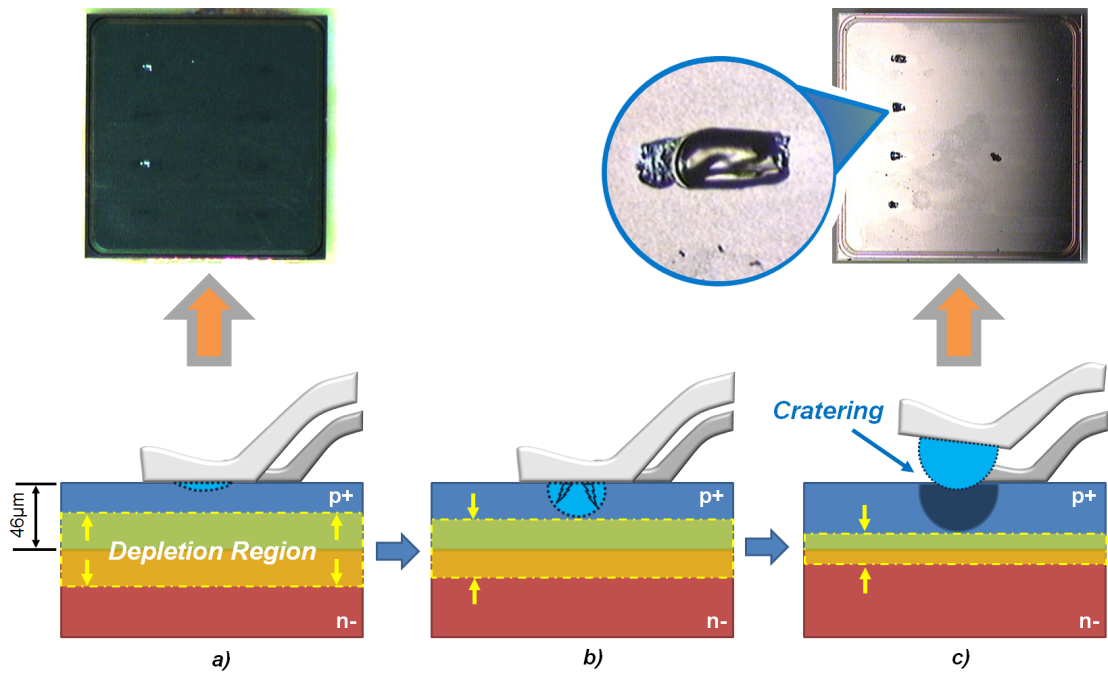 Cratering
46µm
p+
Depletion Region
n-
a)
p+
n-
b)
p+
n-
c)